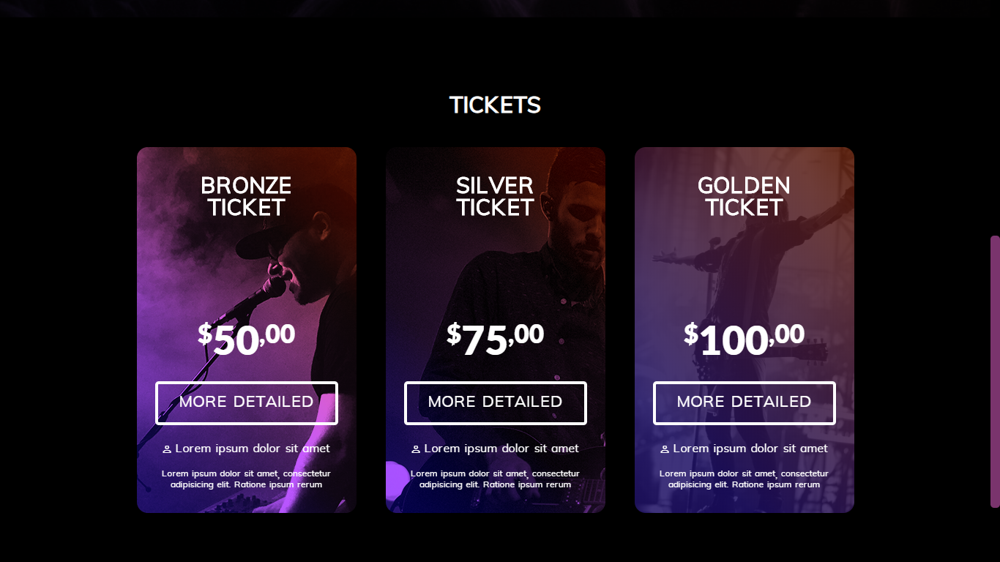 TICKETS
BRONZE
TICKET
$50,00
MORE DETAILED
Lorem ipsum dolor sit amet
Lorem ipsum dolor sit amet, consectetur
adipisicing elit. Ratione ipsum rerum
SILVER
TICKET
$75,00
MORE DETAILED
Lorem ipsum dolor sit amet
Lorem ipsum dolor sit amet, consectetur
adipisicing elit. Ratione ipsum rerum
GOLDEN
TICKET
$100,00
MORE DETAILED
Lorem ipsum dolor sit amet
Lorem ipsum dolor sit amet, consectetur
adipisicing elit. Ratione ipsum rerum